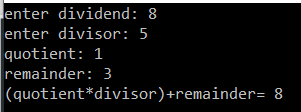 enter dividend: 8
enter divisor: 5
quotient: 1
remainder: 3
(quotient*divisor)+remainder= 8